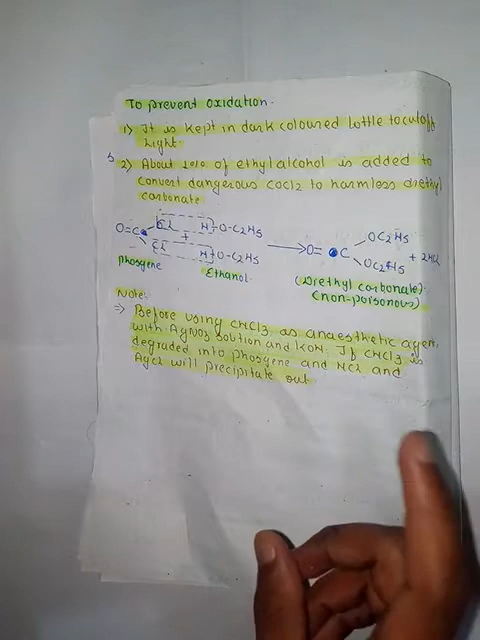 To prevent oxidation.
1) It is kept in dark coloured bottle to cut off
light.
2) About of ethyl alcohol is added to
convert dangerous COCl2 to harmless diethyl
carbonate
O=C Cl H+O-C2H5
+
Cl H+O-C2H5
→ O= C OC2H5
OC2H5 + 2HCl
phosgene Ethanol. (Diethyl carbonate)
(non-poisonous)
Note:-
⇒ Before using CHCl3 as anaesthetic agent,
with AgNO3 solution and KOH. If CHCl3 is
degraded into phosgene and HCl and
AgCl will precipitate out